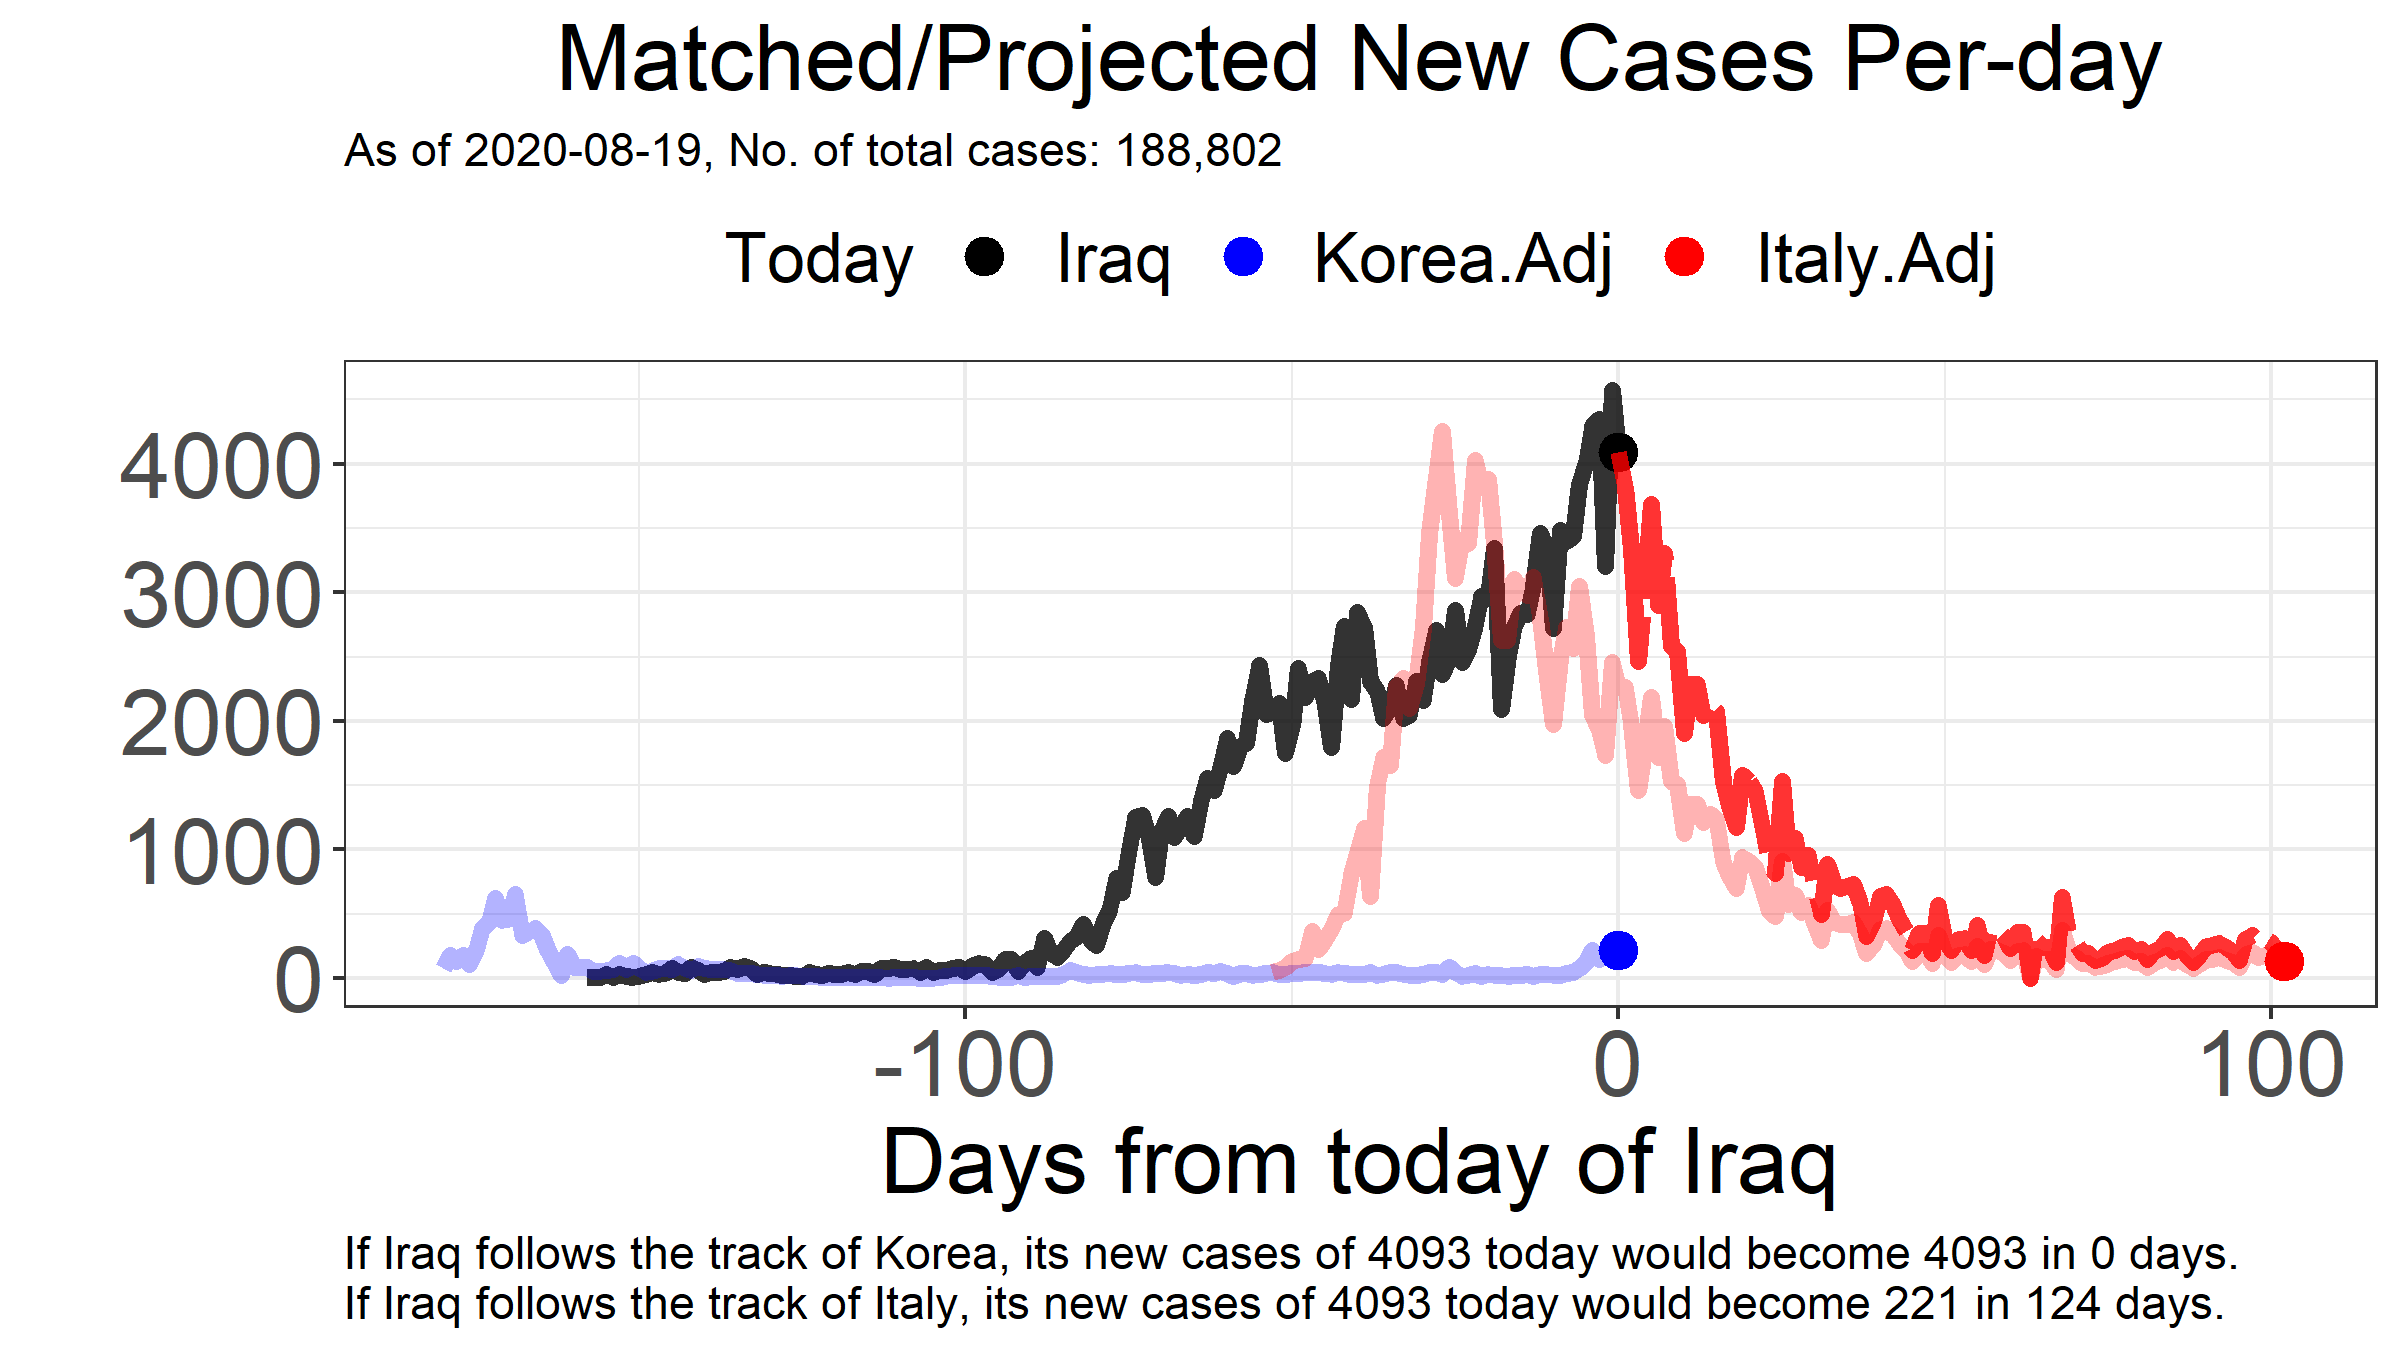 Matched/Projected New Cases Per-day
As of 2020-08-19, No. of total cases: 188,802
Today Iraq Korea.Adj Italy.Adj
4000
3000
2000
1000
0
-100 0 100
Days from today of Iraq
If Iraq follows the track of Korea, its new cases of 4093 today would become 4093 in 0 days.
If Iraq follows the track of Italy, its new cases of 4093 today would become 221 in 124 days.